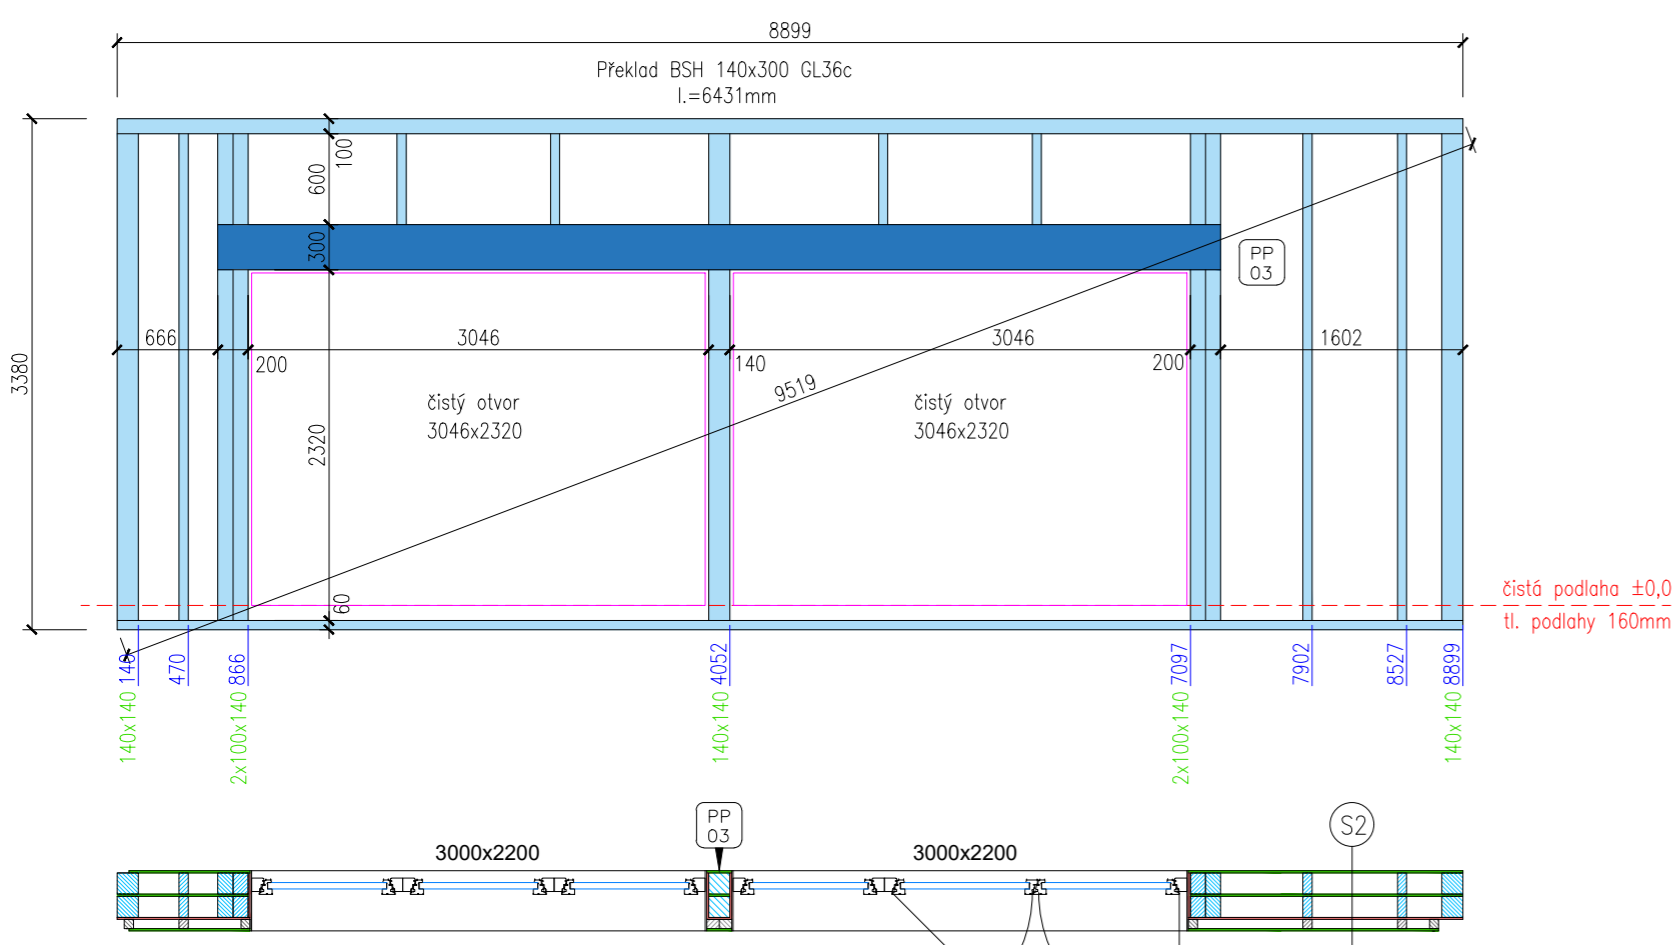 8899
Překlad BSH 140x300 GL36c
l.=6431mm
100
600
300
PP
03
3380
666
3046
3046
1602
200
140
200
9519
čistý otvor
3046x2320
čistý otvor
3046x2320
2320
60
čistá podlaha ±0,0
tl. podlahy 160mm
140
470
866
4052
7097
7902
8527
8899
140x140
2x100x140
140x140
2x100x140
140x140
PP
03
S2
3000x2200
3000x2200